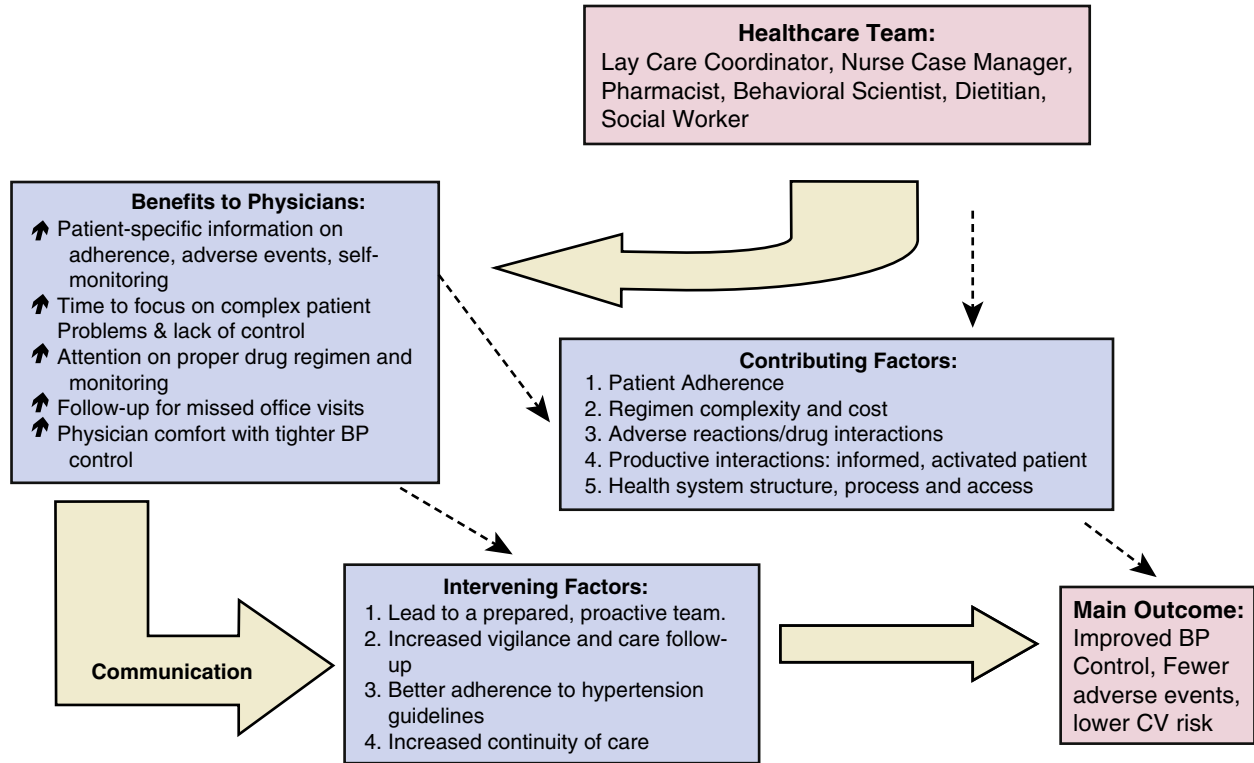 Healthcare Team:
Lay Care Coordinator, Nurse Case Manager,
Pharmacist, Behavioral Scientist, Dietitian,
Social Worker
Benefits to Physicians:
Patient-specific information on
adherence, adverse events, self-
monitoring
Time to focus on complex patient
Problems & lack of control
Attention on proper drug regimen and
monitoring
Follow-up for missed office visits
Physician comfort with tighter BP
control
Contributing Factors:
1. Patient Adherence
2. Regimen complexity and cost
3. Adverse reactions/drug interactions
4. Productive interactions: informed, activated patient
5. Health system structure, process and access
Communication
Intervening Factors:
1. Lead to a prepared, proactive team.
2. Increased vigilance and care follow-
up
3. Better adherence to hypertension
guidelines
4. Increased continuity of care
Main Outcome:
Improved BP
Control, Fewer
adverse events,
lower CV risk